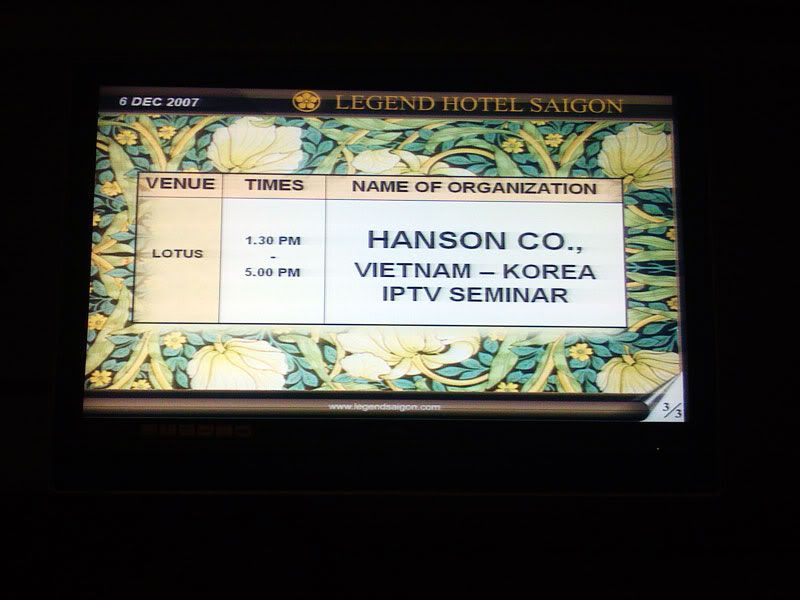 6 DEC 2007
LEGEND HOTEL SAIGON
VENUE TIMES NAME OF ORGANIZATION
LOTUS
1.30 PM
-
5.00 PM
HANSON CO.,
VIETNAM – KOREA
IPTV SEMINAR
www.legendsaigon.com
3/3